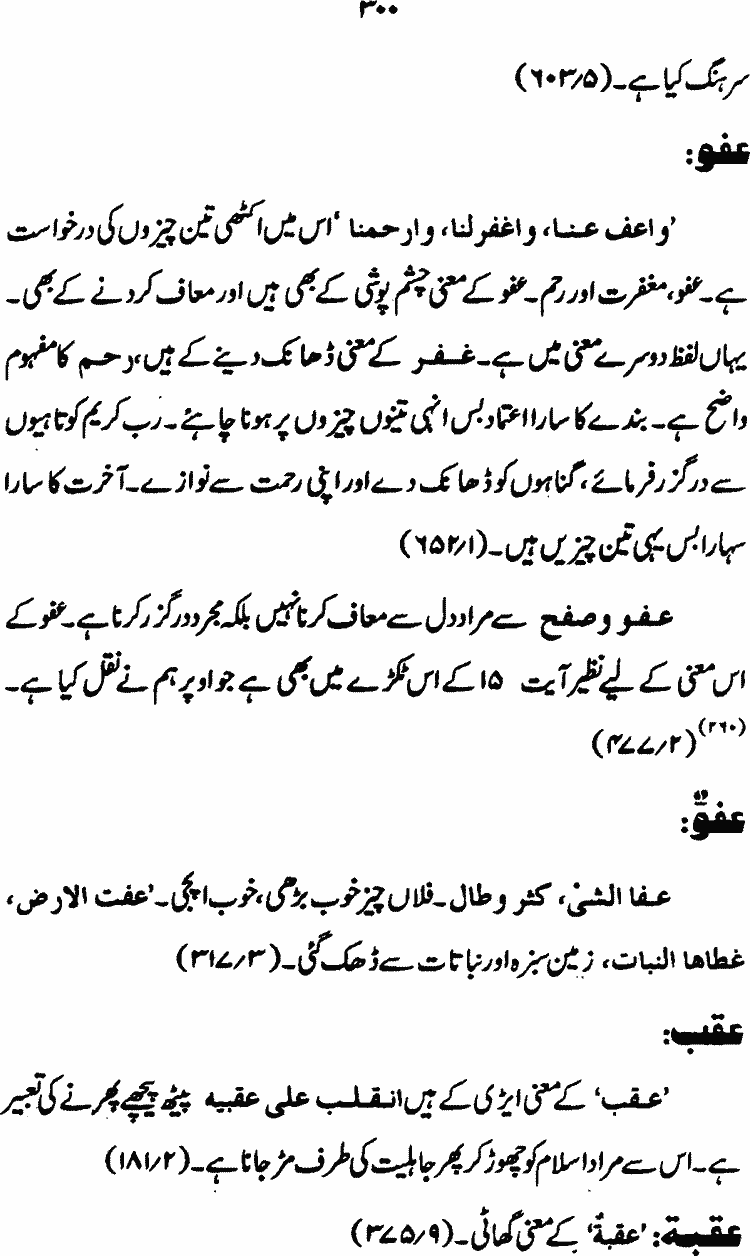 ۳۰۰
سرہنگ کیا ہے۔ (۶۰۳/۵)
عفو:
’واعف عنا، واغفرلنا، وارحمنا‘ اس میں اکٹھی تین چیزوں کی درخواست
ہے۔ عفو، مغفرت اور رحم۔ عفو کے معنی چشم پوشی کے بھی ہیں اور معاف کردنے کے بھی۔
یہاں لفظ دوسرے معنی میں ہے۔ غفر کے معنی ڈھانک دینے کے ہیں، رحم کا مفہوم
واضح ہے۔ بندے کا سارا اعتماد بس انہی تینوں چیزوں پر ہونا چاہئے۔ رب کریم کوتاہیوں
سے درگزر فرمائے، گناہوں کو ڈھانک دے اور اپنی رحمت سے نوازے۔ آخرت کا سارا
سہارا بس یہی تین چیزیں ہیں۔ (۶۵۲/۱)
عفو وصفح سے مراد دل سے معاف کرنا نہیں بلکہ مجرد درگزر کرنا ہے۔ عفو کے
اس معنی کے لیے نظیر آیت ۱۵ کے اس ٹکڑے میں بھی ہے جو اوپر ہم نے نقل کیا ہے۔
(۲۶۰) (۴۷۷/۲)
عفوّ:
عفا الشئ، کثر وطال۔ فلاں چیز خوب بڑھی، خوب اپجی۔ ’عفت الارض،
غطاها النبات، زمین سبزہ اور نباتات سے ڈھک گئی۔ (۳۱۷/۳)
عقب:
’عقب‘ کے معنی ایڑی کے ہیں انقلب علی عقبیه پیٹھ پیچھے پھرنے کی تعبیر
ہے۔ اس سے مراد اسلام کو چھوڑ کر پھر جاہلیت کی طرف مڑ جانا ہے۔ (۱۸۱/۲)
عقبة: ’عقبةٌ‘ کے معنی گھاٹی۔ (۳۷۵/۹)